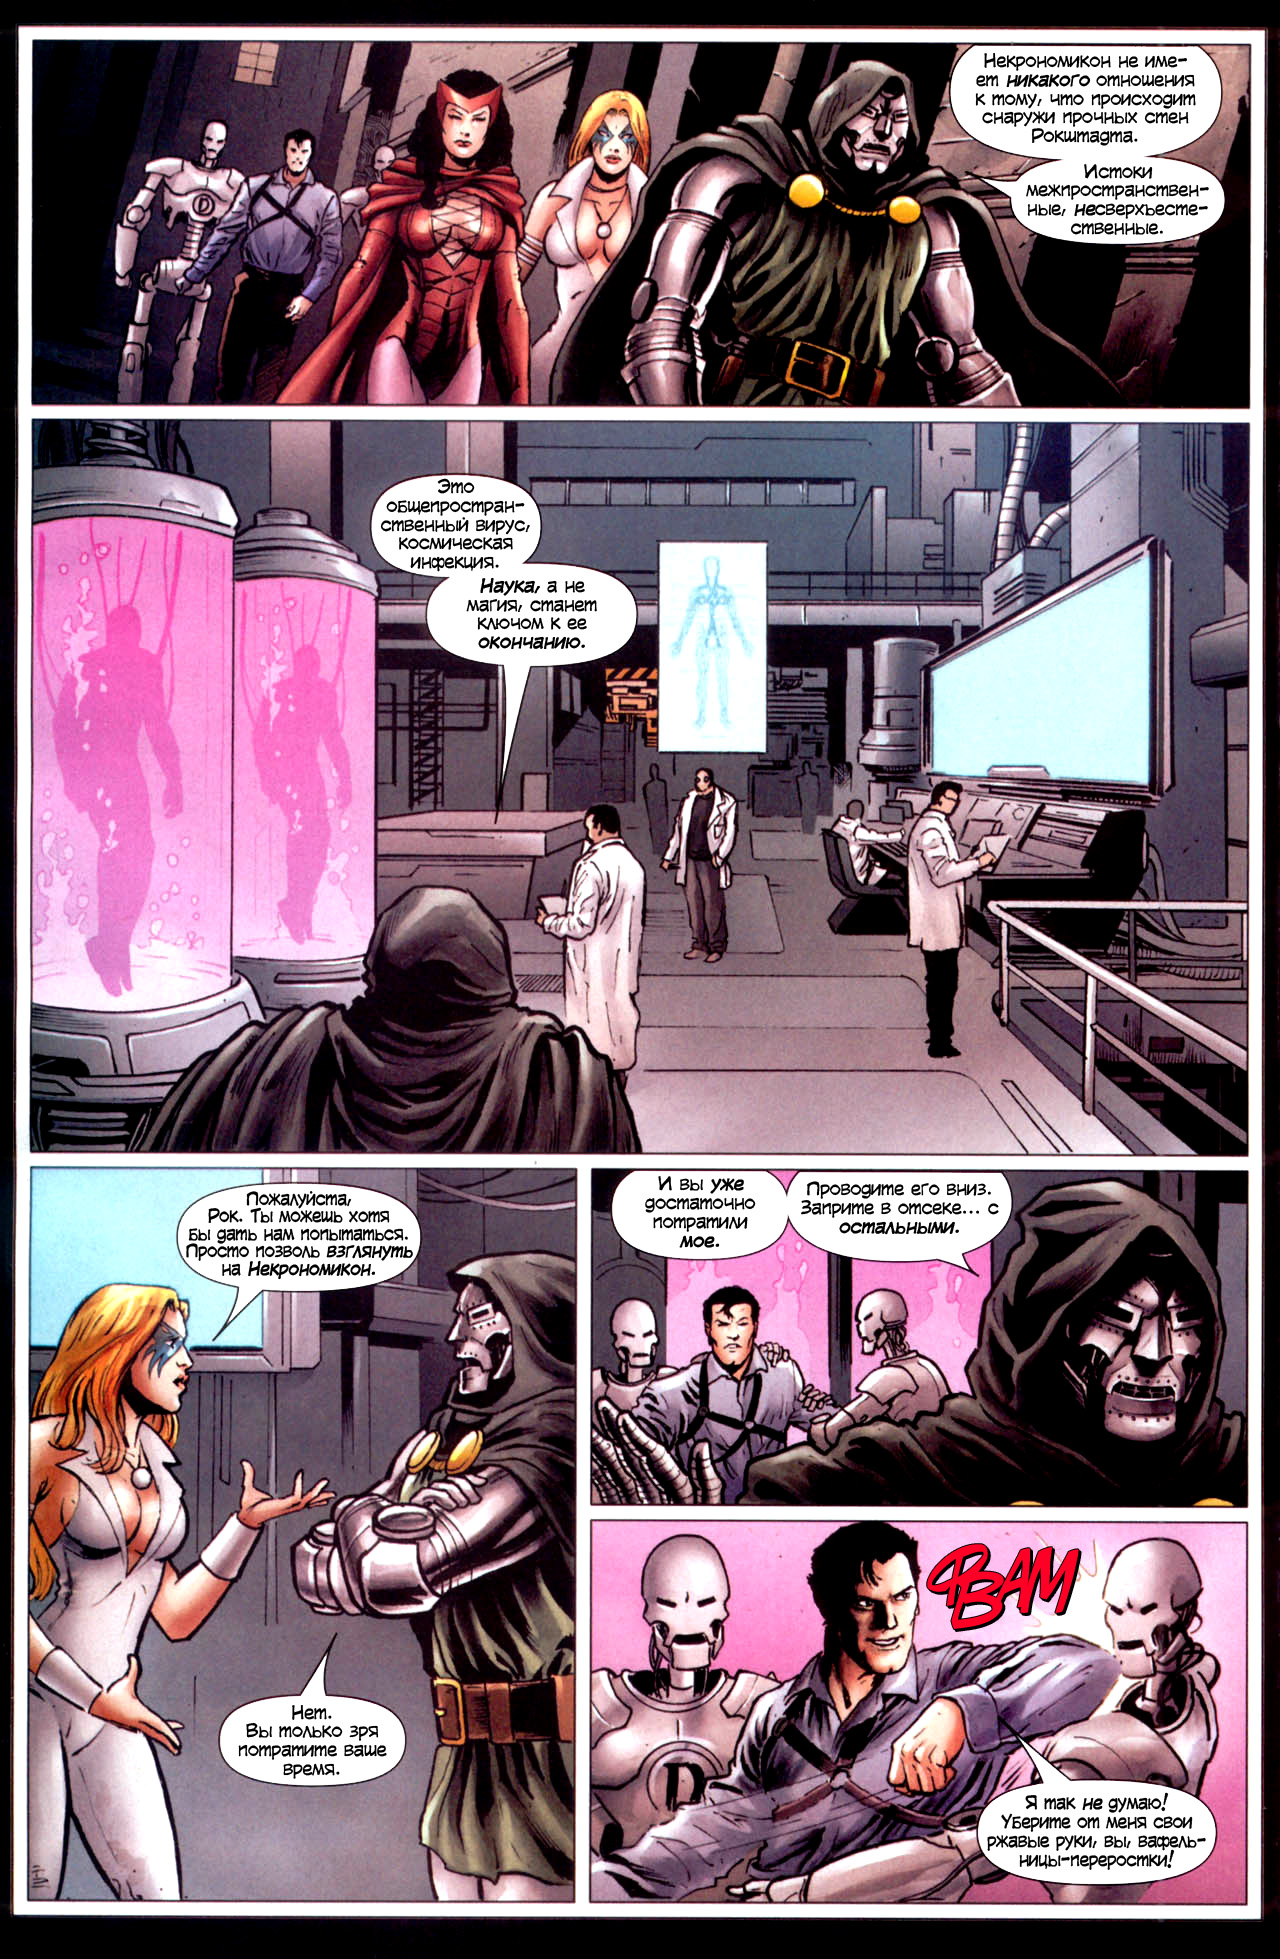 Некрономикон не име-
ет никакого отношения
к тому, что происходит
снаружи прочных стен
Рокштадта.
Истоки
межпространствен-
ные, несверхъесте-
ственные.
D
Это
общепростран-
ственный вирус,
космическая
инфекция.
Наука, а не
магия, станет
ключом к ее
окончанию.
Пожалуйста,
Рок. Ты можешь хотя
бы дать нам попытаться.
Просто позволь взглянуть
на Некрономикон.
Нет.
Вы только зря
потратите ваше
время.
И вы уже
достаточно
потратили
мое.
Проводите его вниз.
Заприте в отсеке... с
остальными.
БАМ
D
Я так не думаю!
Уберите от меня свои
ржавые руки, вы, вафель-
ницы-переростки!